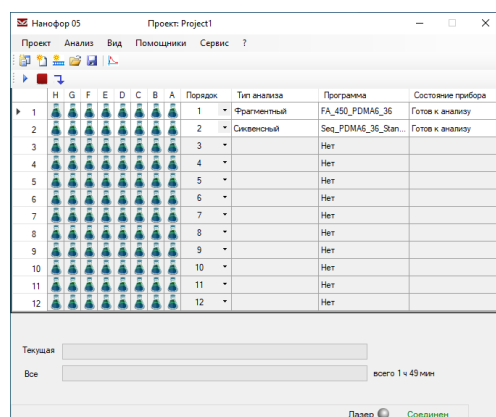 Нанофор 05 Проект: Project1
Проект Анализ Вид Помощники Сервис ?
H G F E D C B A Порядок Тип анализа Программа Состояние прибора
1 1 Фрагментный FA_450_PDMA6_36 Готов к анализу
2 2 Сиквенсный Seq_PDMA6_36_Stan... Готов к анализу
3 3 Нет
4 4 Нет
5 5 Нет
6 6 Нет
7 7 Нет
8 8 Нет
9 9 Нет
10 10 Нет
11 11 Нет
12 12 Нет
Текущая
Все всего 1 ч 49 мин
Лазер Соединен